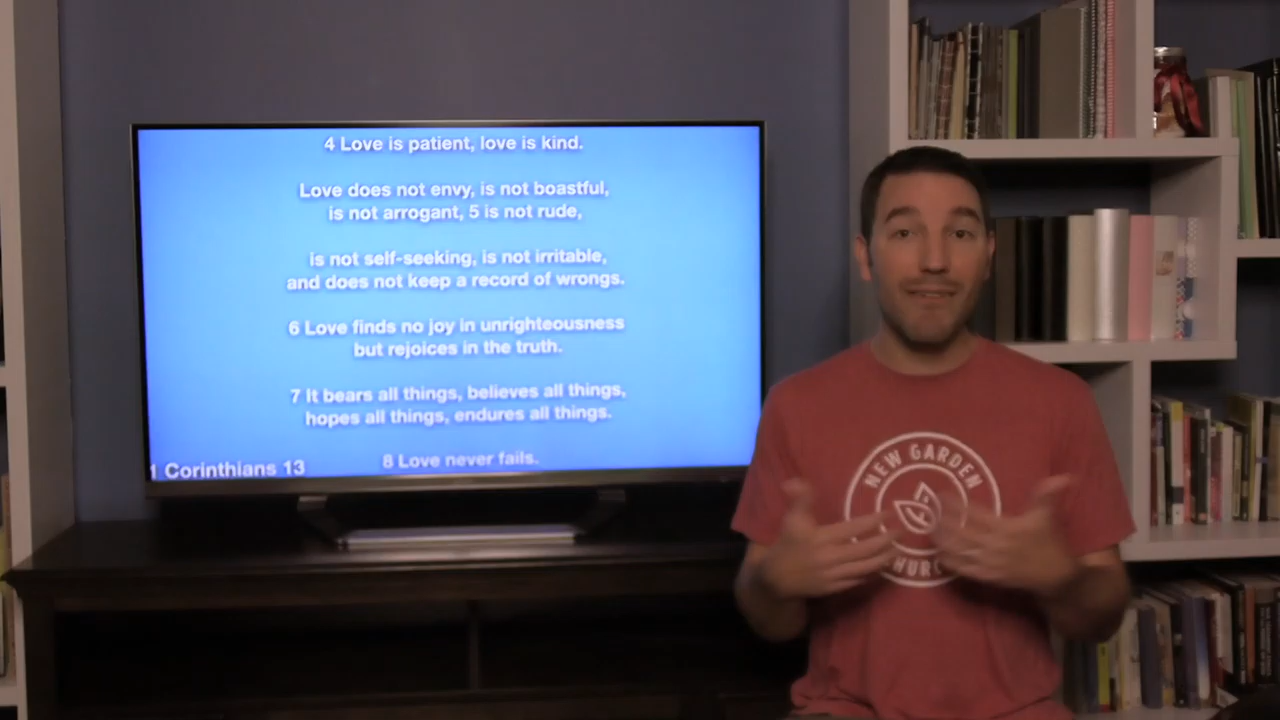 4 Love is patient, love is kind.
Love does not envy, is not boastful,
is not arrogant, 5 is not rude,
is not self-seeking, is not irritable,
and does not keep a record of wrongs.
6 Love finds no joy in unrighteousness
but rejoices in the truth.
7 It bears all things, believes all things,
hopes all things, endures all things.
8 Love never fails.
1 Corinthians 13
NEW GARDEN
CHURCH